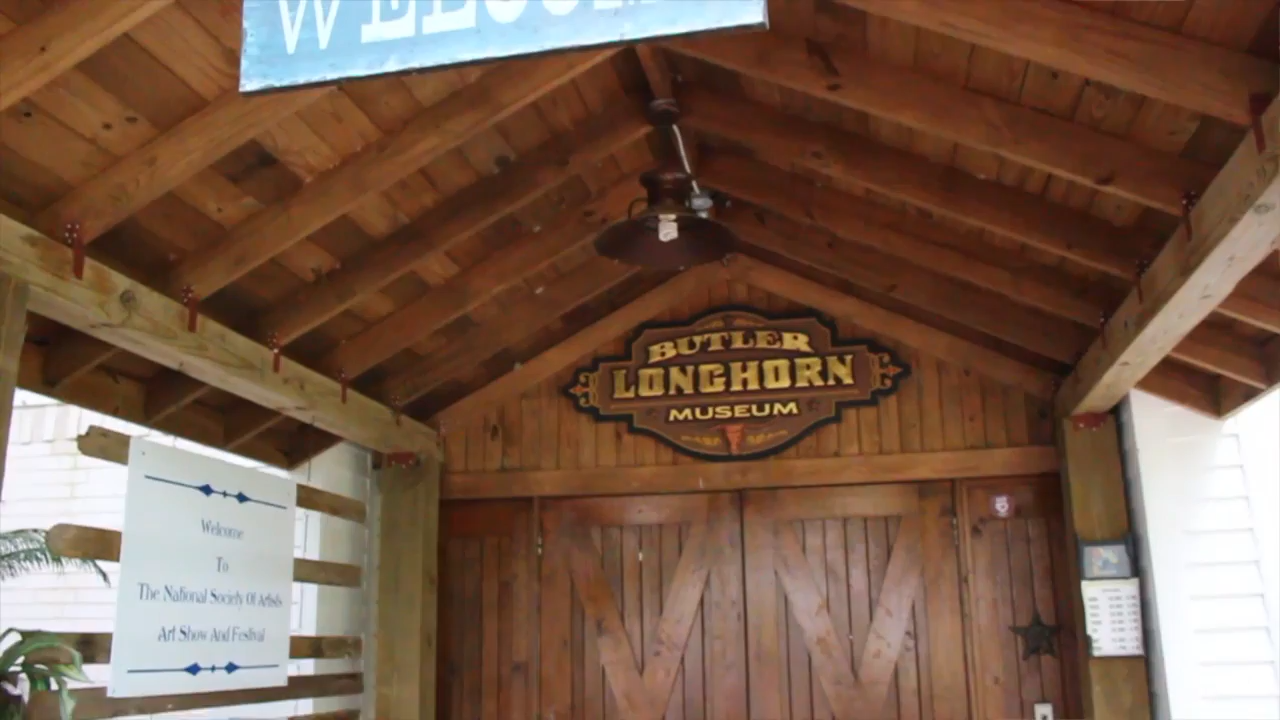 BUTLER
LONGHORN
MUSEUM
Welcome
To
The National Society Of Artists
Art Show And Festival